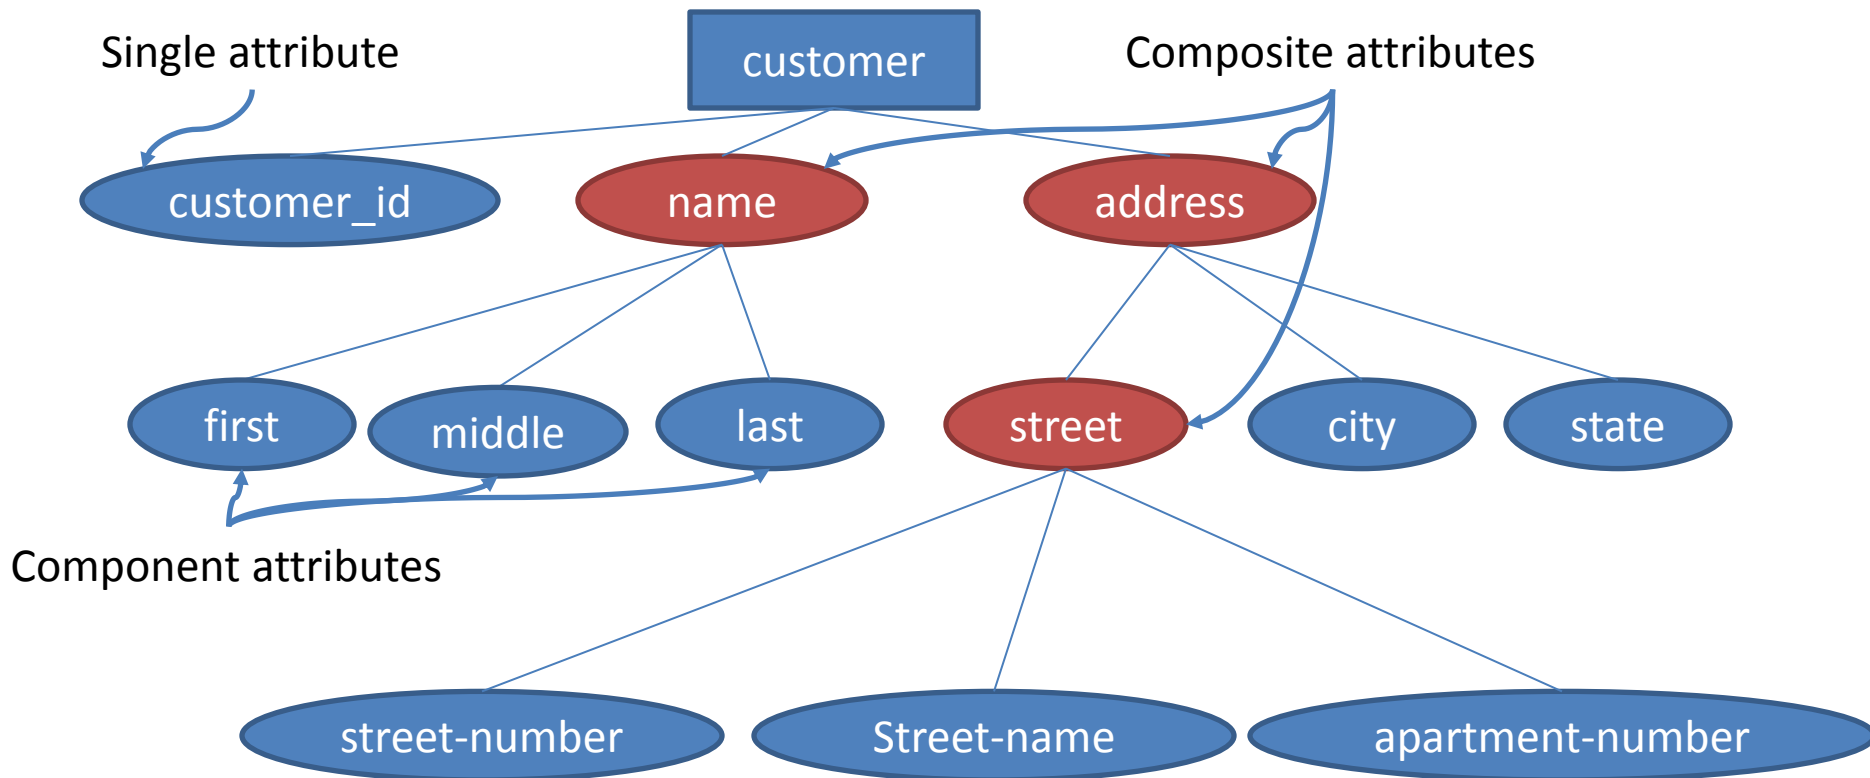 Single attribute
customer
Composite attributes
customer_id
name
address
first
middle
last
street
city
state
Component attributes
street-number
Street-name
apartment-number